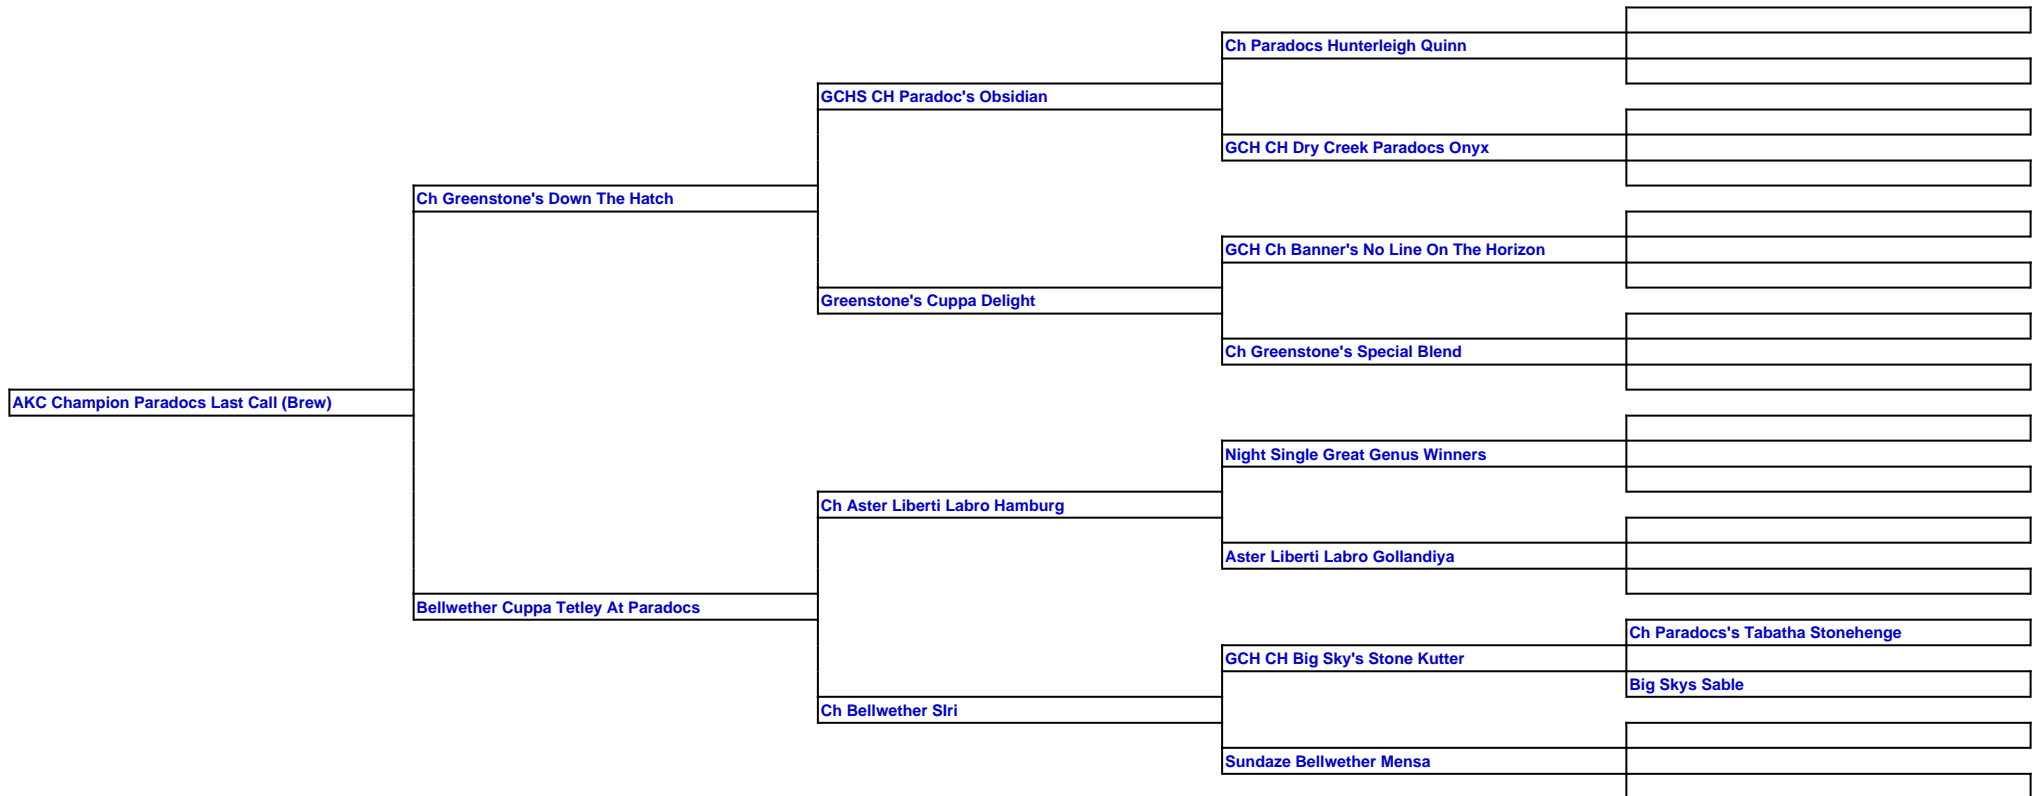 Ch Paradocs Hunterleigh Quinn
GCHS CH Paradoc's Obsidian
GCH CH Dry Creek Paradocs Onyx
Ch Greenstone's Down The Hatch
GCH Ch Banner's No Line On The Horizon
Greenstone's Cuppa Delight
Ch Greenstone's Special Blend
AKC Champion Paradocs Last Call (Brew)
Night Single Great Genus Winners
Ch Aster Liberti Labro Hamburg
Aster Liberti Labro Gollandiya
Bellwether Cuppa Tetley At Paradocs
Ch Paradocs's Tabatha Stonehenge
GCH CH Big Sky's Stone Kutter
Big Skys Sable
Ch Bellwether SIri
Sundaze Bellwether Mensa